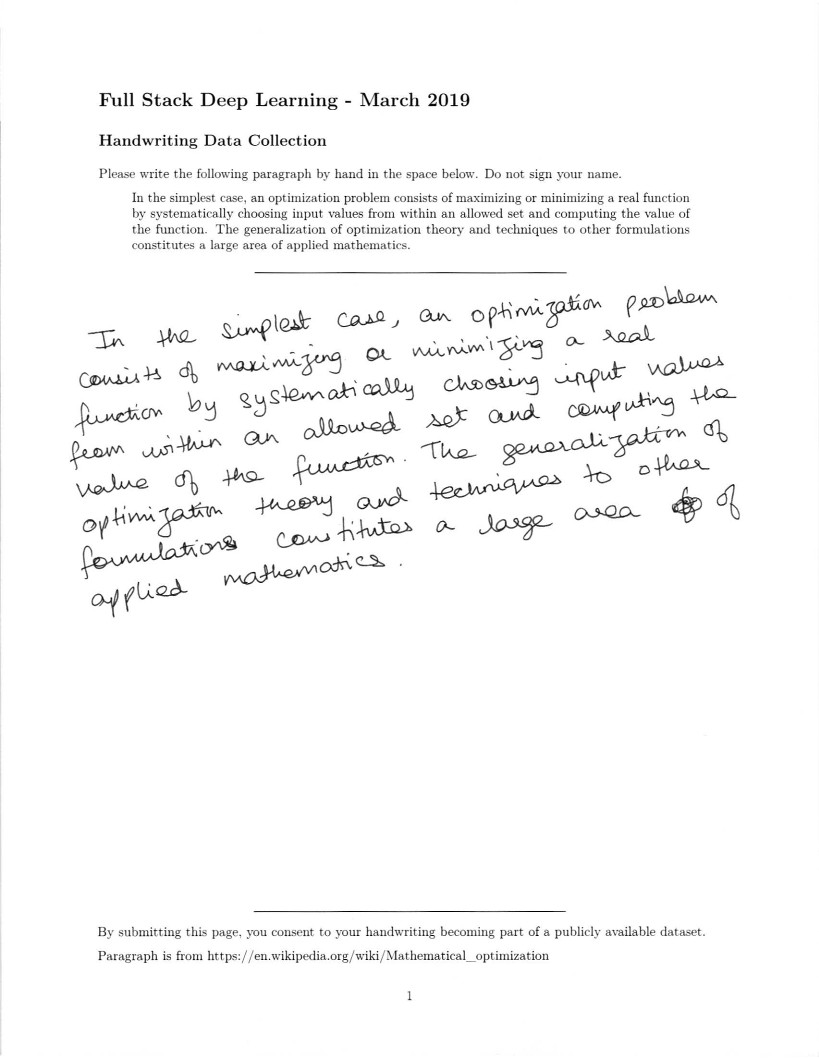 Full Stack Deep Learning - March 2019
Handwriting Data Collection
Please write the following paragraph by hand in the space below. Do not sign your name.
In the simplest case, an optimization problem consists of maximizing or minimizing a real function
by systematically choosing input values from within an allowed set and computing the value of
the function. The generalization of optimization theory and techniques to other formulations
constitutes a large area of applied mathematics.
In the simplest case, an optimization problem
consists of maximizing or minimizing a real
function by systematically choosing input values
from within an allowed set and computing the
value of the function. The generalization of
optimization theory and techniques to other
formulations constitutes a large area of
applied mathematics.
By submitting this page, you consent to your handwriting becoming part of a publicly available dataset.
Paragraph is from https://en.wikipedia.org/wiki/Mathematical_optimization
1